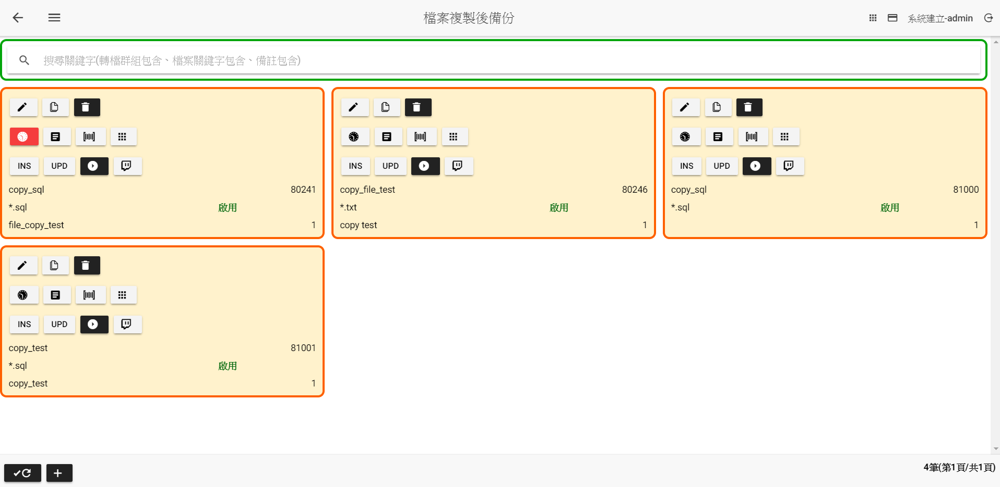 檔案複製後備份
系統建立-admin
搜尋關鍵字(轉檔群組包含、檔案關鍵字包含、備註包含)
INS UPD
copy_sql 80241
*.sql 啟用
file_copy_test 1
INS UPD
copy_file_test 80246
*.txt 啟用
copy test 1
INS UPD
copy_sql 81000
*.sql 啟用
1
INS UPD
copy_test 81001
*.sql 啟用
copy_test 1
4筆(第1頁/共1頁)